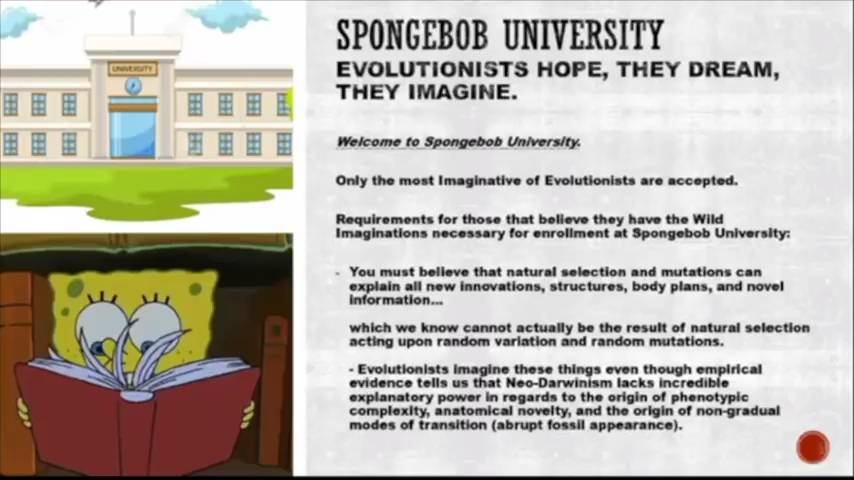 UNIVERSITY
SPONGEBOB UNIVERSITY
EVOLUTIONISTS HOPE, THEY DREAM,
THEY IMAGINE.
Welcome to Spongebob University.
Only the most Imaginative of Evolutionists are accepted.
Requirements for those that believe they have the Wild
Imaginations necessary for enrollment at Spongebob University:
- You must believe that natural selection and mutations can
explain all new innovations, structures, body plans, and novel
information...
which we know cannot actually be the result of natural selection
acting upon random variation and random mutations.
- Evolutionists imagine these things even though empirical
evidence tells us that Neo-Darwinism lacks incredible
explanatory power in regards to the origin of phenotypic
complexity, anatomical novelty, and the origin of non-gradual
modes of transition (abrupt fossil appearance).